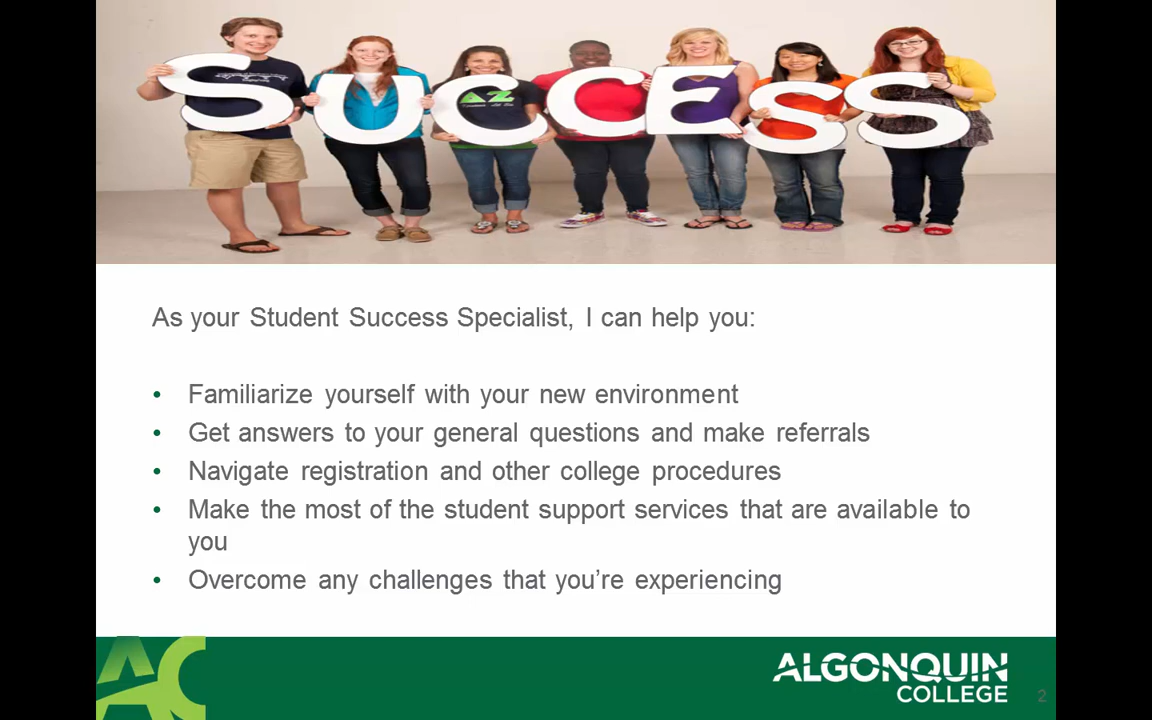 SUCCESS
As your Student Success Specialist, I can help you:
• Familiarize yourself with your new environment
• Get answers to your general questions and make referrals
• Navigate registration and other college procedures
• Make the most of the student support services that are available to
you
• Overcome any challenges that you’re experiencing
AC
ALGONQUIN
COLLEGE
2